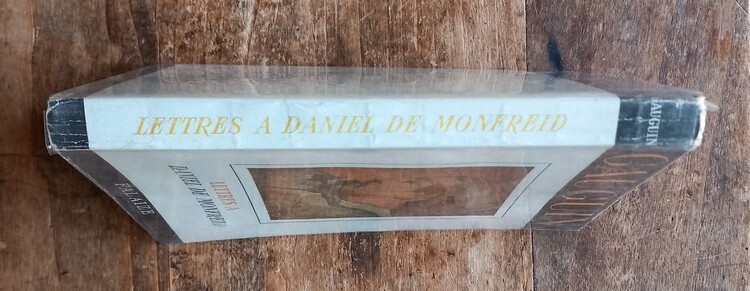 LETTRES A DANIEL DE MONFREID
GAUGUIN
GAUGUIN
LETTRES A
DANIEL DE MONFREID
FALAIZE